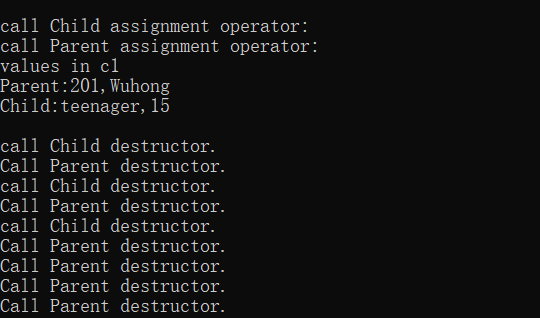 call Child assignment operator:
call Parent assignment operator:
values in c1
Parent:201,Wuhong
Child:teenager,15
call Child destructor.
Call Parent destructor.
call Child destructor.
Call Parent destructor.
call Child destructor.
Call Parent destructor.
Call Parent destructor.
Call Parent destructor.
Call Parent destructor.